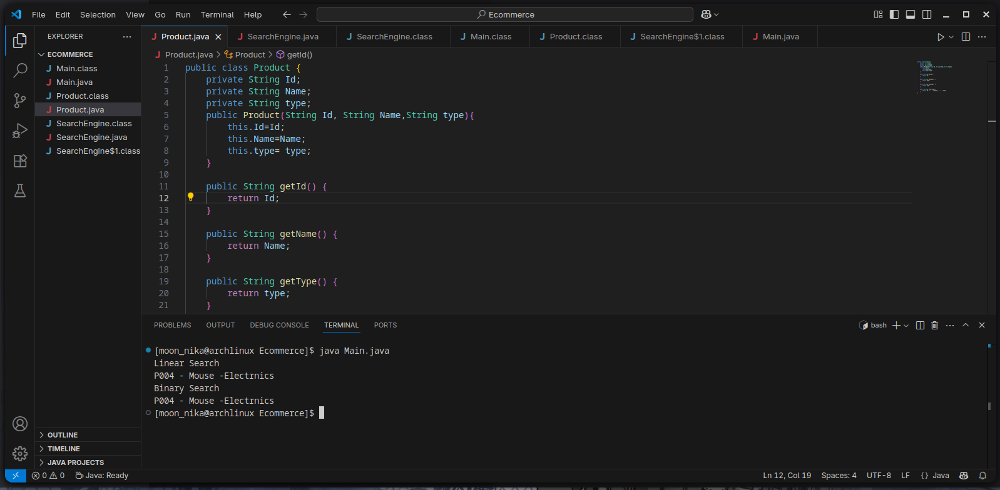 File Edit Selection View Go Run Terminal Help
Ecommerce
EXPLORER
ECOMMERCE
Main.class
Main.java
Product.class
Product.java
SearchEngine.class
SearchEngine.java
SearchEngine$1.class
OUTLINE
TIMELINE
JAVA PROJECTS
Product.java SearchEngine.java SearchEngine.class Main.class Product.class SearchEngine$1.class Main.java
Product.java > Product > getId()
1 public class Product {
2 private String Id;
3 private String Name;
4 private String type;
5 public Product(String Id, String Name,String type){
6 this.Id=Id;
7 this.Name=Name;
8 this.type= type;
9 }
10
11 public String getId() {
12 return Id;
13 }
14
15 public String getName() {
16 return Name;
17 }
18
19 public String getType() {
20 return type;
21 }
PROBLEMS OUTPUT DEBUG CONSOLE TERMINAL PORTS
bash
[moon_nika@archlinux Ecommerce]$ java Main.java
Linear Search
P004 - Mouse -Electrnics
Binary Search
P004 - Mouse -Electrnics
[moon_nika@archlinux Ecommerce]$
0 0 Java: Ready
Ln 12, Col 19 Spaces: 4 UTF-8 LF {} Java